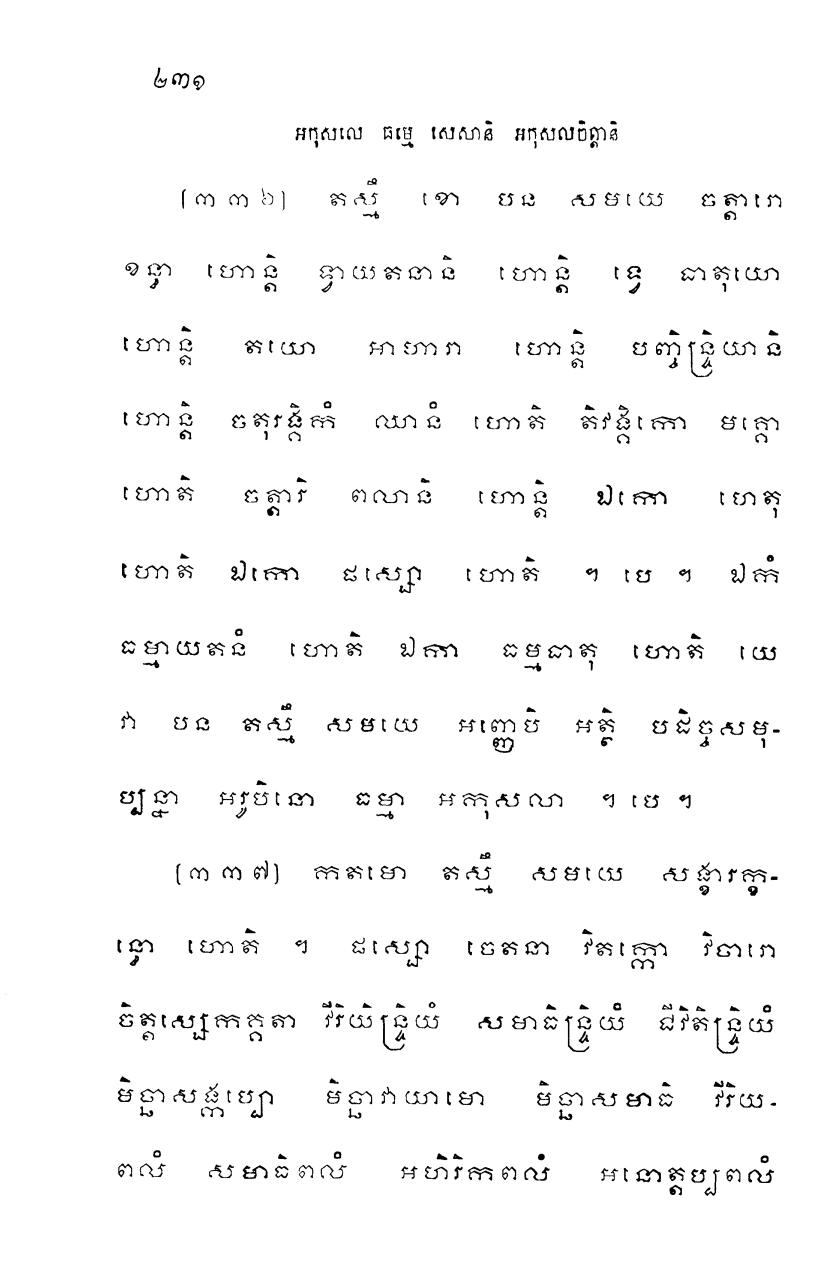 ២៣១
អកុសលេ ធម្មេ សេសានិ អកុសលចិត្តានិ
[៣៣៦] តស្មឹ ខោ បន សមយេ ចត្តារោ
ខន្ធា ហោន្តិ ទ្វាយតនានិ ហោន្តិ ទ្វេ ធាតុយោ
ហោន្តិ តយោ អាហារា ហោន្តិ បញ្ចិន្ទ្រិយានិ
ហោន្តិ ចតុរង្គិកំ ឈានំ ហោតិ តិវង្គិកោ មគ្គោ
ហោតិ ចត្តារិ ពលានិ ហោន្តិ ឯកោ ហេតុ
ហោតិ ឯកោ ផស្សោ ហោតិ ។ បេ ។ ឯកំ
ធម្មាយតនំ ហោតិ ឯកា ធម្មធាតុ ហោតិ យេ
វា បន តស្មឹ សមយេ អញ្ញេបិ អត្ថិ បដិច្ចសមុ-
ប្បន្នា អរូបិនោ ធម្មា អកុសលា ។ បេ ។
[៣៣៧] កតមោ តស្មឹ សមយេ សង្ខារក្ខ-
ន្ធោ ហោតិ ។ ផស្សោ ចេតនា វិតក្កោ វិចារោ
ចិត្តស្សេកគ្គតា វីរិយិន្ទ្រិយំ សមាធិន្ទ្រិយំ ជីវិតិន្ទ្រិយំ
មិច្ឆាសង្កប្បោ មិច្ឆាវាយាមោ មិច្ឆាសមាធិ វីរិយ-
ពលំ សមាធិពលំ អហិរិកពលំ អនោត្តប្បពលំ